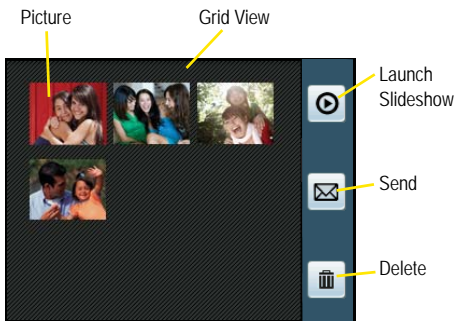 Picture
Grid View
Launch
Slideshow
Send
Delete